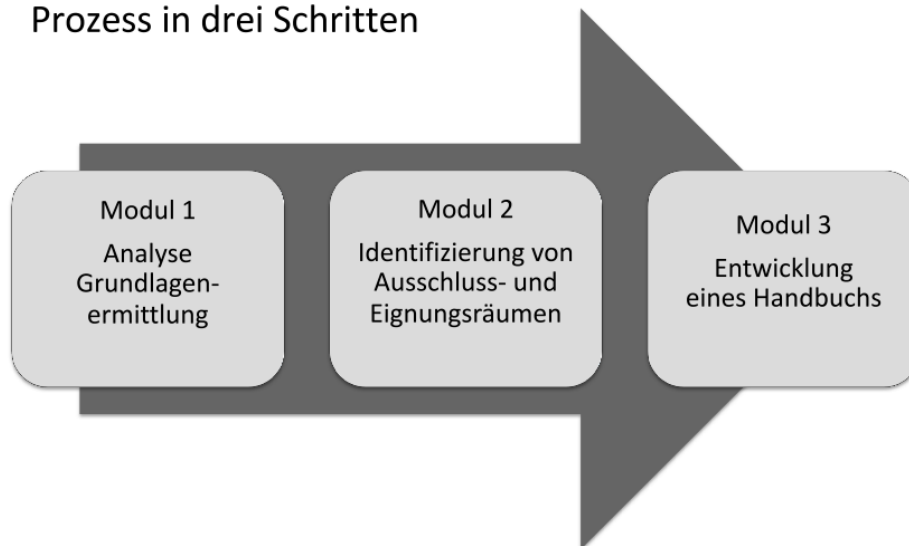 Prozess in drei Schritten
Modul 1
Analyse
Grundlagen-
ermittlung
Modul 2
Identifizierung von
Ausschluss- und
Eignungsräumen
Modul 3
Entwicklung
eines Handbuchs